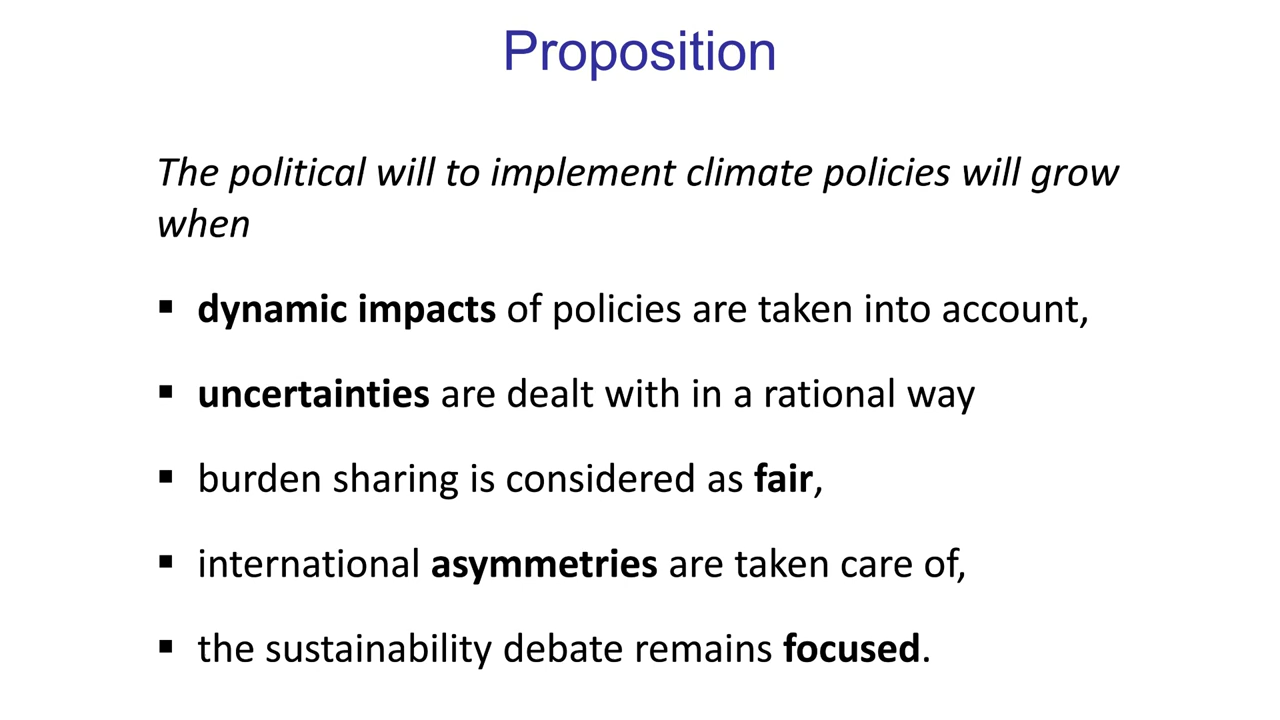 Proposition
The political will to implement climate policies will grow
when
▪ dynamic impacts of policies are taken into account,
▪ uncertainties are dealt with in a rational way
▪ burden sharing is considered as fair,
▪ international asymmetries are taken care of,
▪ the sustainability debate remains focused.